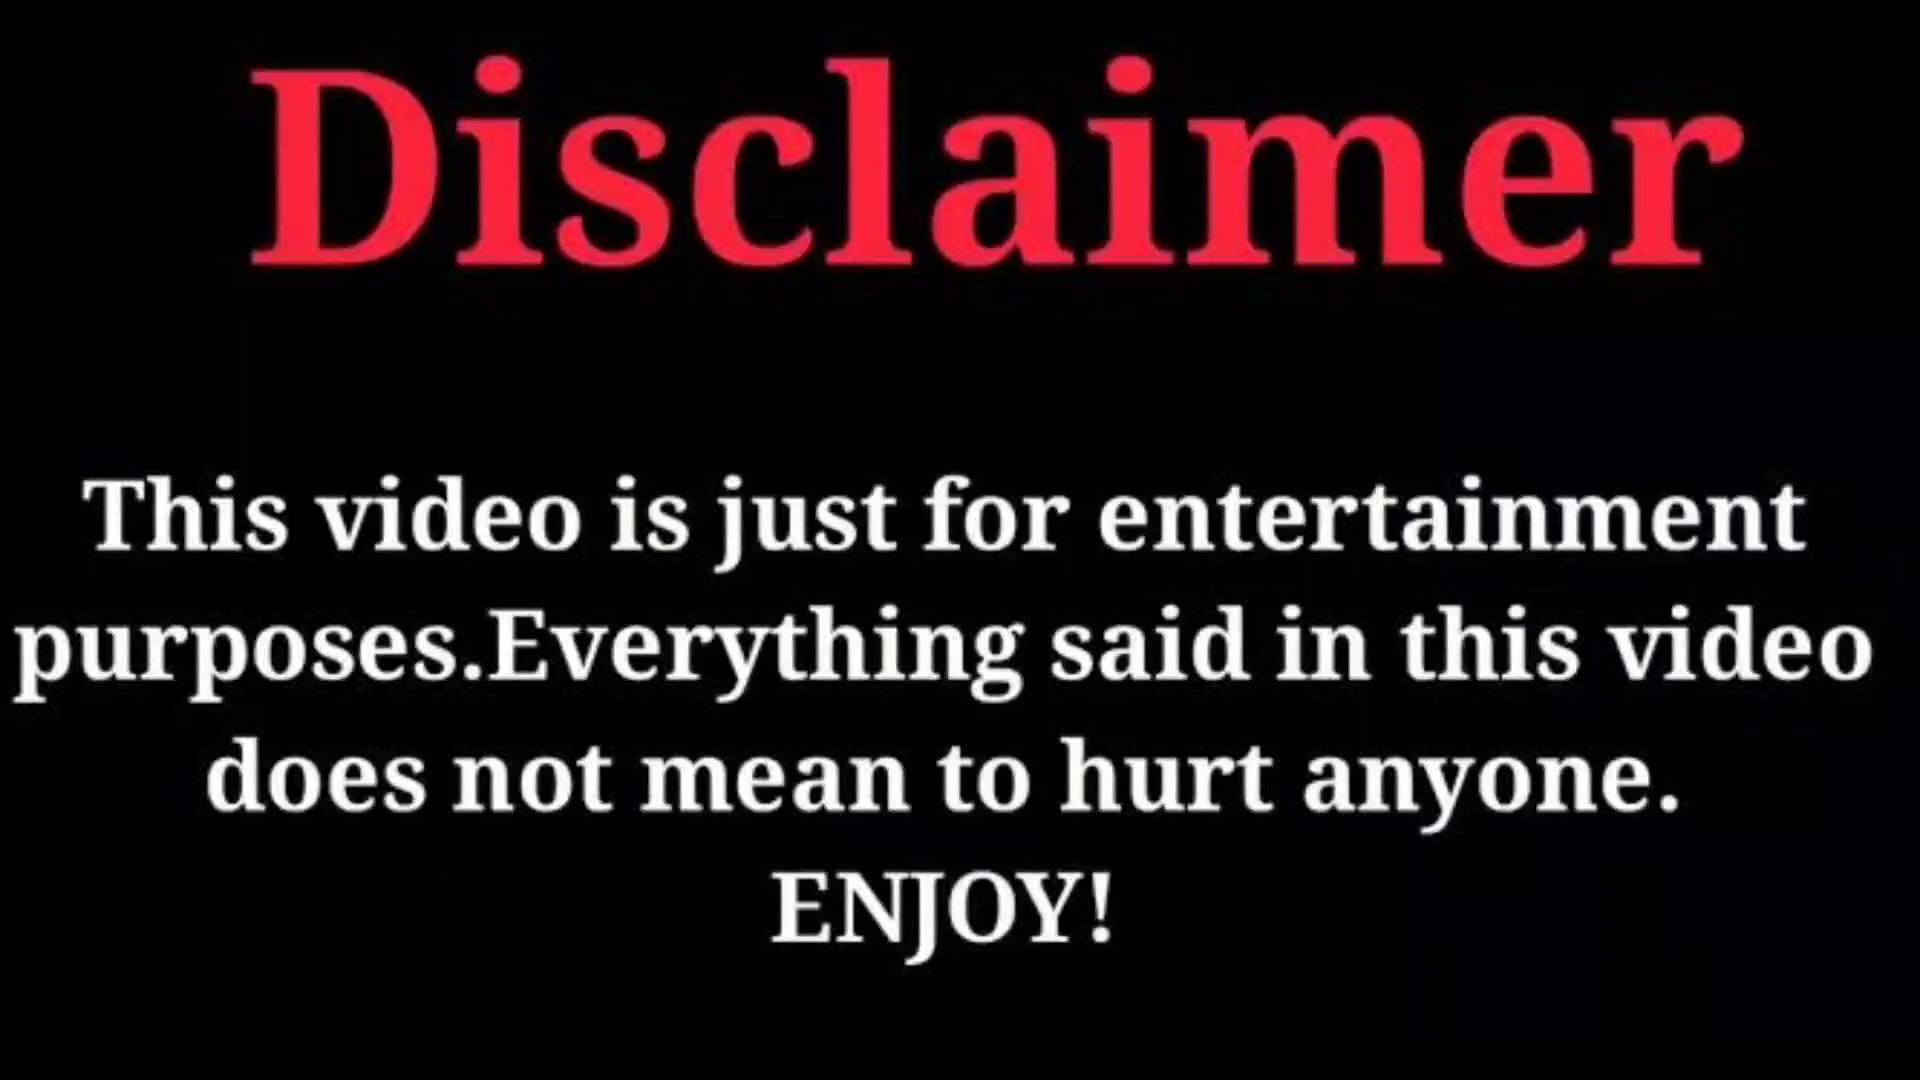 Disclaimer
This video is just for entertainment
purposes.Everything said in this video
does not mean to hurt anyone.
ENJOY!